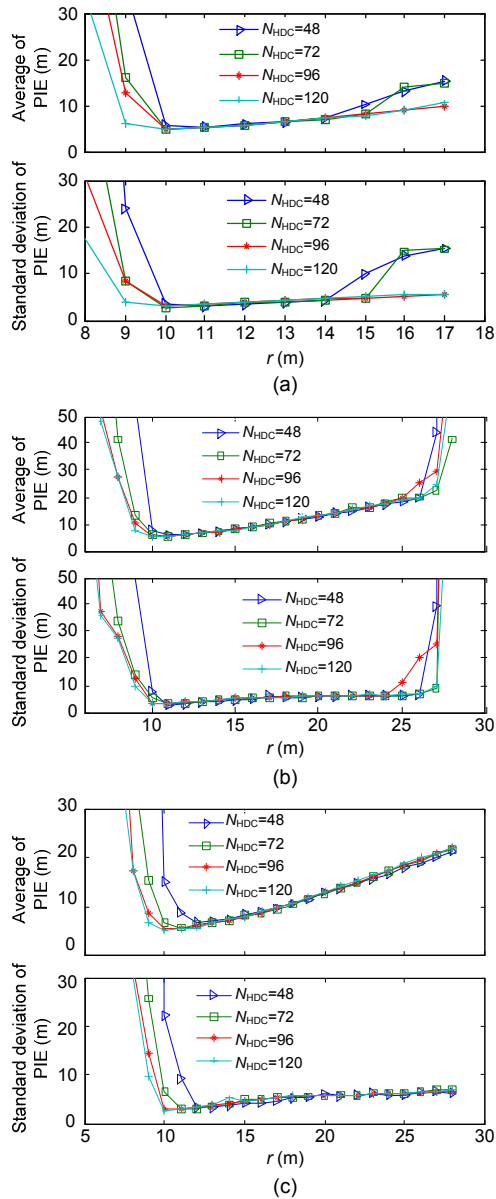 30
20
10
0
Average of
PIE (m)
N_HDC=48
N_HDC=72
N_HDC=96
N_HDC=120
30
20
10
0
Standard deviation of
PIE (m)
N_HDC=48
N_HDC=72
N_HDC=96
N_HDC=120
8 9 10 11 12 13 14 15 16 17 18
r (m)
(a)
50
40
30
20
10
0
Average of
PIE (m)
N_HDC=48
N_HDC=72
N_HDC=96
N_HDC=120
50
40
30
20
10
0
Standard deviation of
PIE (m)
N_HDC=48
N_HDC=72
N_HDC=96
N_HDC=120
10 15 20 25 30
r (m)
(b)
30
20
10
0
Average of
PIE (m)
N_HDC=48
N_HDC=72
N_HDC=96
N_HDC=120
30
20
10
0
Standard deviation of
PIE (m)
N_HDC=48
N_HDC=72
N_HDC=96
N_HDC=120
5 10 15 20 25 30
r (m)
(c)